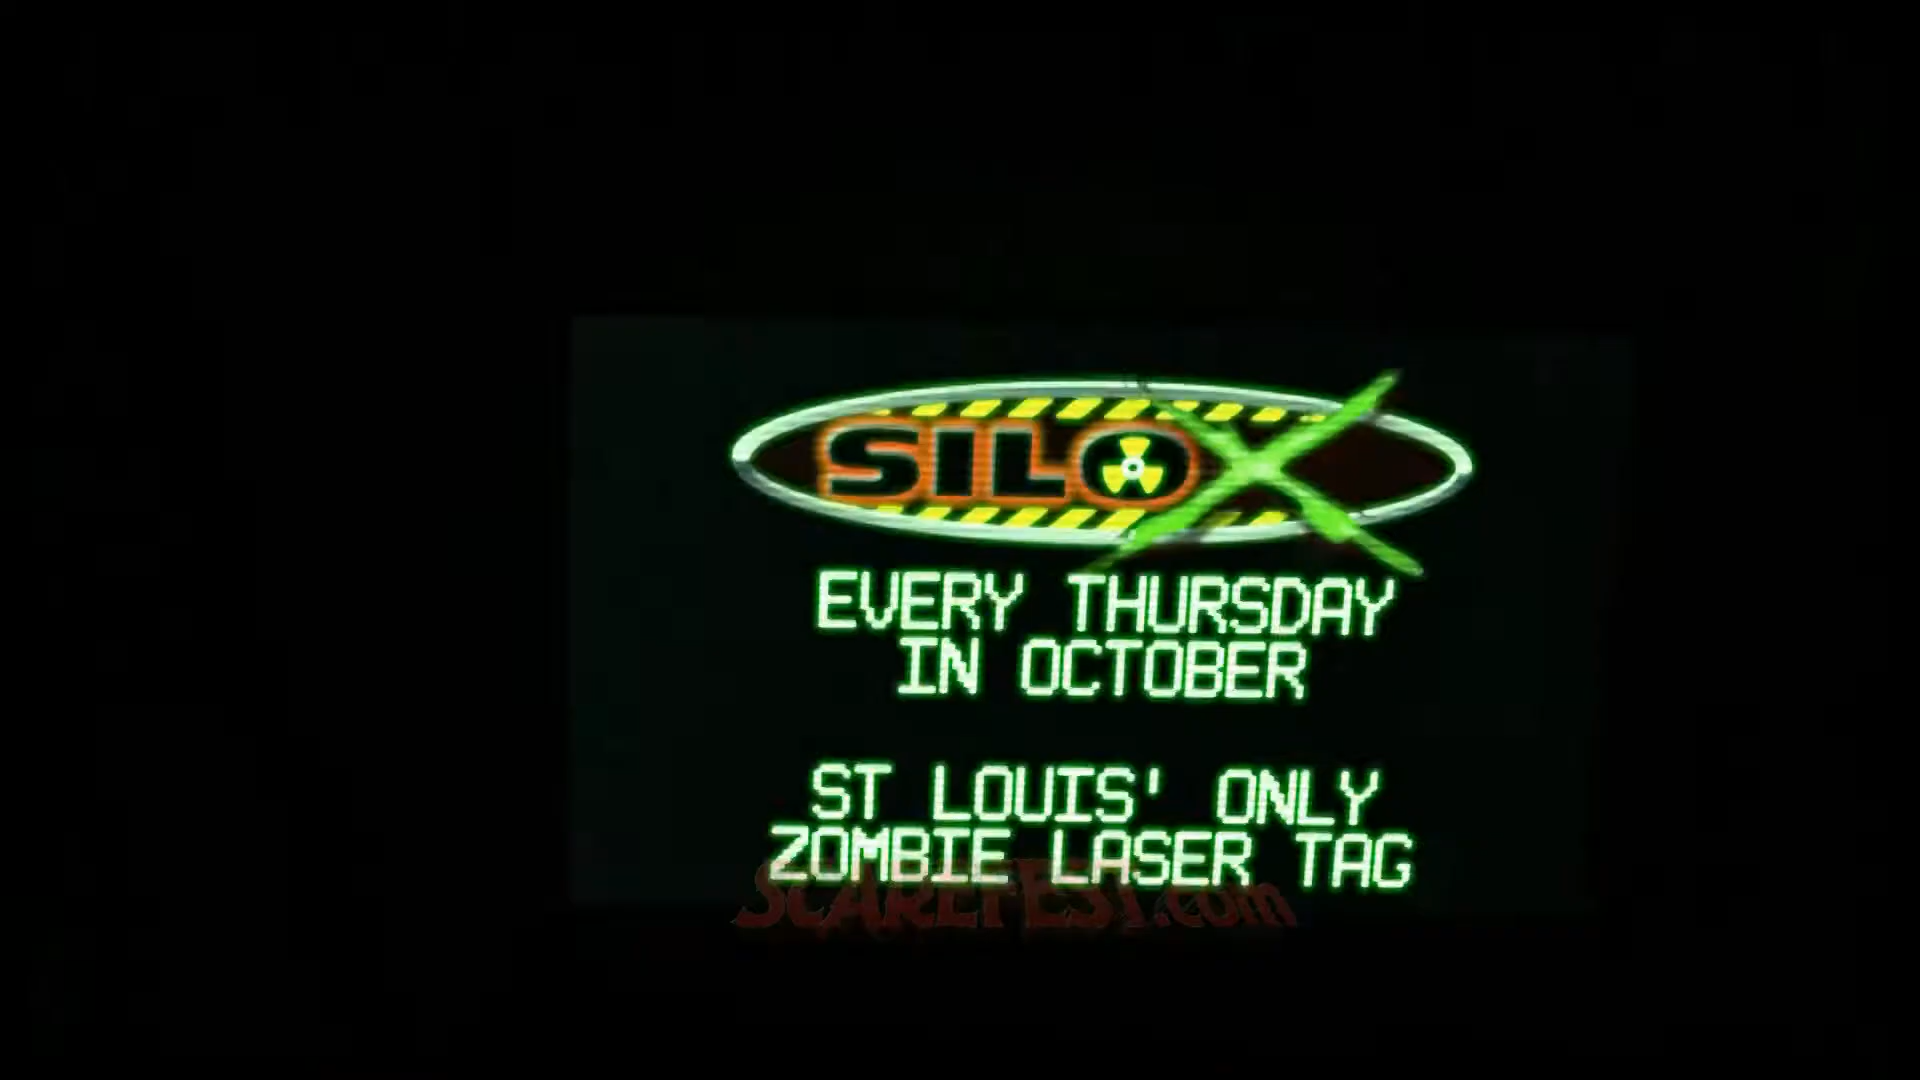 SILO X
EVERY THURSDAY
IN OCTOBER
ST LOUIS' ONLY
ZOMBIE LASER TAG
SCAREFEST.com